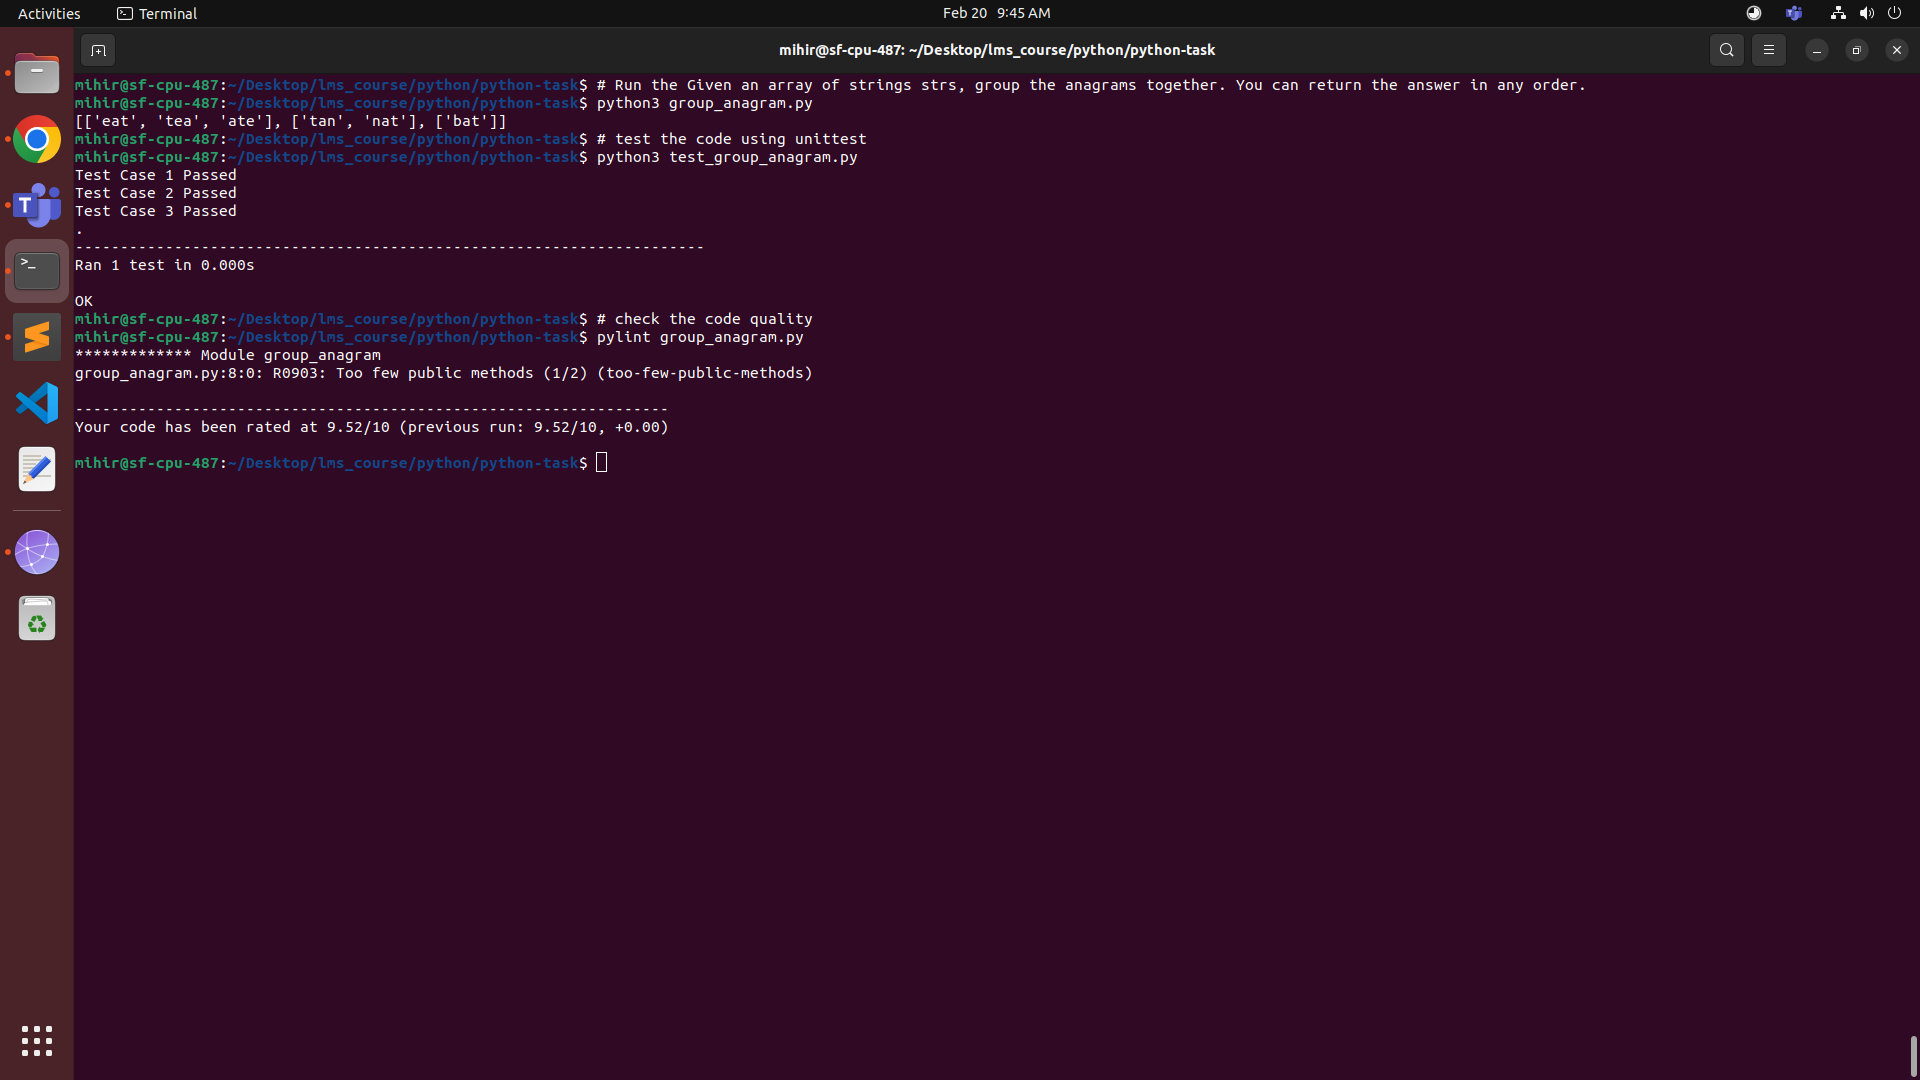 Activities Terminal Feb 20 9:45 AM
mihir@sf-cpu-487: ~/Desktop/lms_course/python/python-task
mihir@sf-cpu-487:~/Desktop/lms_course/python/python-task$ # Run the Given an array of strings strs, group the anagrams together. You can return the answer in any order.
mihir@sf-cpu-487:~/Desktop/lms_course/python/python-task$ python3 group_anagram.py
[['eat', 'tea', 'ate'], ['tan', 'nat'], ['bat']]
mihir@sf-cpu-487:~/Desktop/lms_course/python/python-task$ # test the code using unittest
mihir@sf-cpu-487:~/Desktop/lms_course/python/python-task$ python3 test_group_anagram.py
Test Case 1 Passed
Test Case 2 Passed
Test Case 3 Passed
.
----------------------------------------------------------------------
Ran 1 test in 0.000s
OK
mihir@sf-cpu-487:~/Desktop/lms_course/python/python-task$ # check the code quality
mihir@sf-cpu-487:~/Desktop/lms_course/python/python-task$ pylint group_anagram.py
************* Module group_anagram
group_anagram.py:8:0: R0903: Too few public methods (1/2) (too-few-public-methods)
------------------------------------------------------------------
Your code has been rated at 9.52/10 (previous run: 9.52/10, +0.00)
mihir@sf-cpu-487:~/Desktop/lms_course/python/python-task$